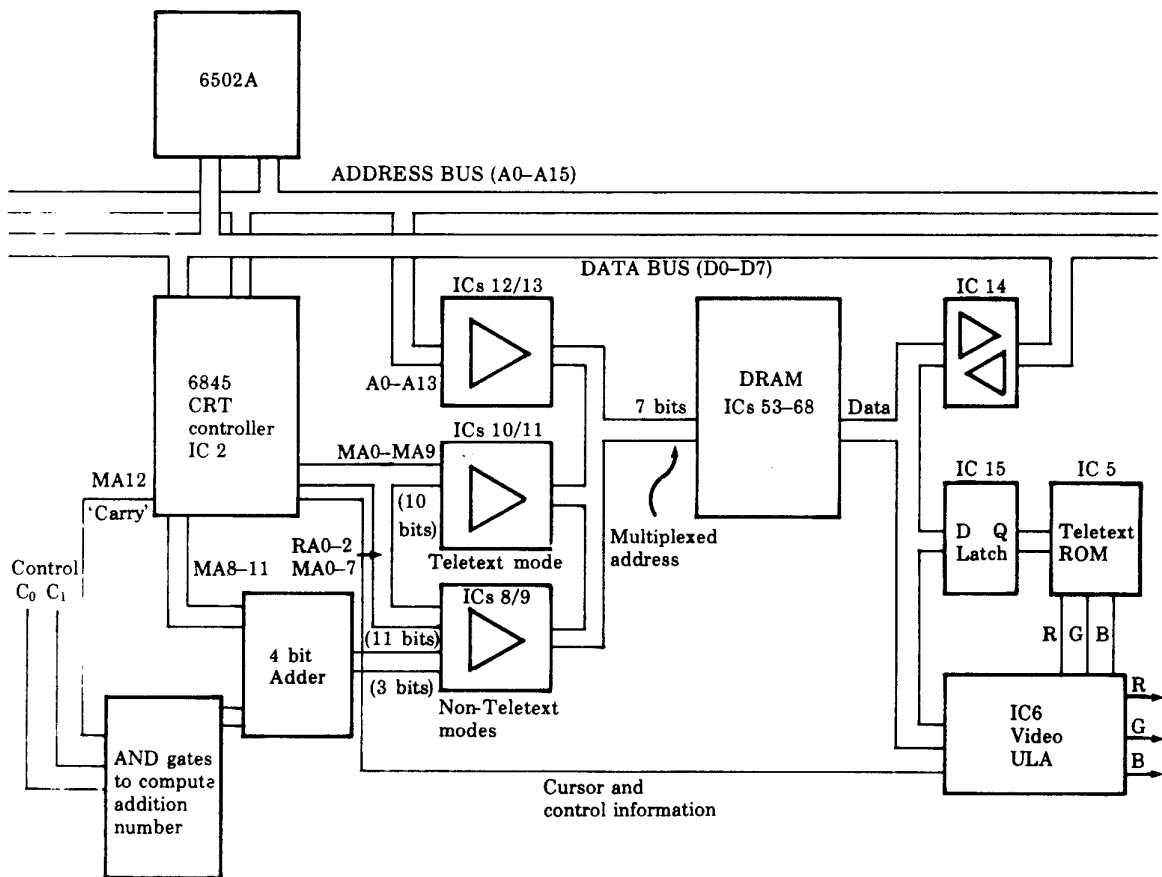 6502A
ADDRESS BUS (A0–A15)
DATA BUS (D0–D7)
ICs 12/13
IC 14
A0–A13
6845
CRT
controller
IC 2
DRAM
ICs 53–68
7 bits
Data
ICs 10/11
MA0–MA9
(10
bits)
Teletext mode
Multiplexed
address
MA12
'Carry'
IC 15
D Q
Latch
IC 5
Teletext
ROM
RA0–2
MA0–7
MA8–11
Control
C₀ C₁
ICs 8/9
(11 bits)
(3 bits)
Non-Teletext
modes
4 bit
Adder
R G B
IC6
Video
ULA
R
G
B
AND gates
to compute
addition
number
Cursor and
control information